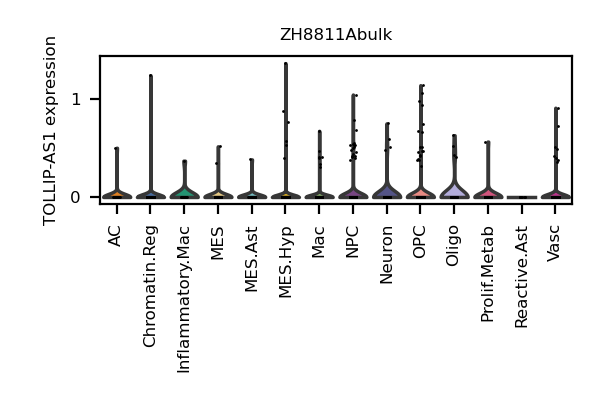 ZH8811Abulk
TOLLIP-AS1 expression
1
0
AC
Chromatin.Reg
Inflammatory.Mac
MES
MES.Ast
MES.Hyp
Mac
NPC
Neuron
OPC
Oligo
Prolif.Metab
Reactive.Ast
Vasc